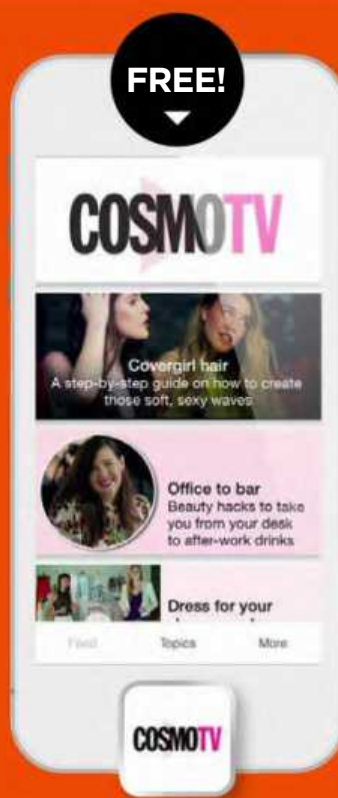 FREE!
COSMOTV
Covergirl hair
A step-by-step guide on how to create
those soft, sexy waves
Office to bar
Beauty hacks to take
you from your desk
to after-work drinks
Dress for your
Feed
Topics
More
COSMOTV